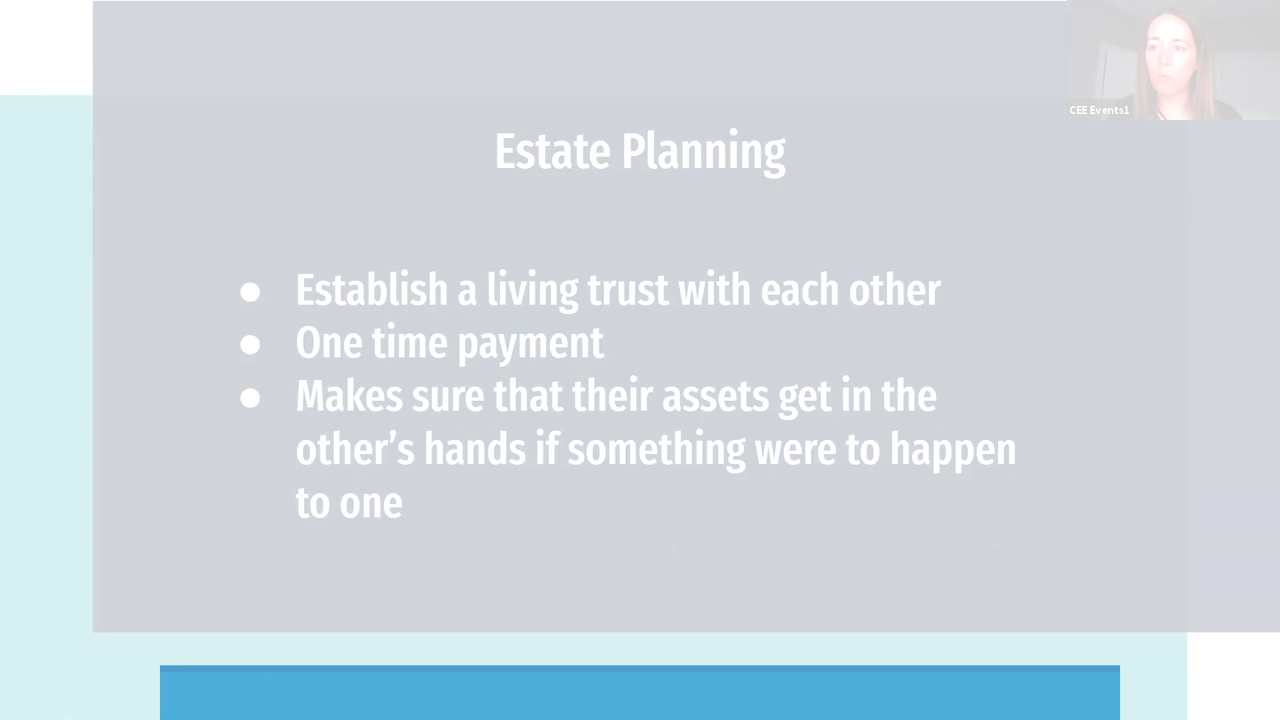 CEE Events1
Estate Planning
● Establish a living trust with each other
● One time payment
● Makes sure that their assets get in the
other’s hands if something were to happen
to one